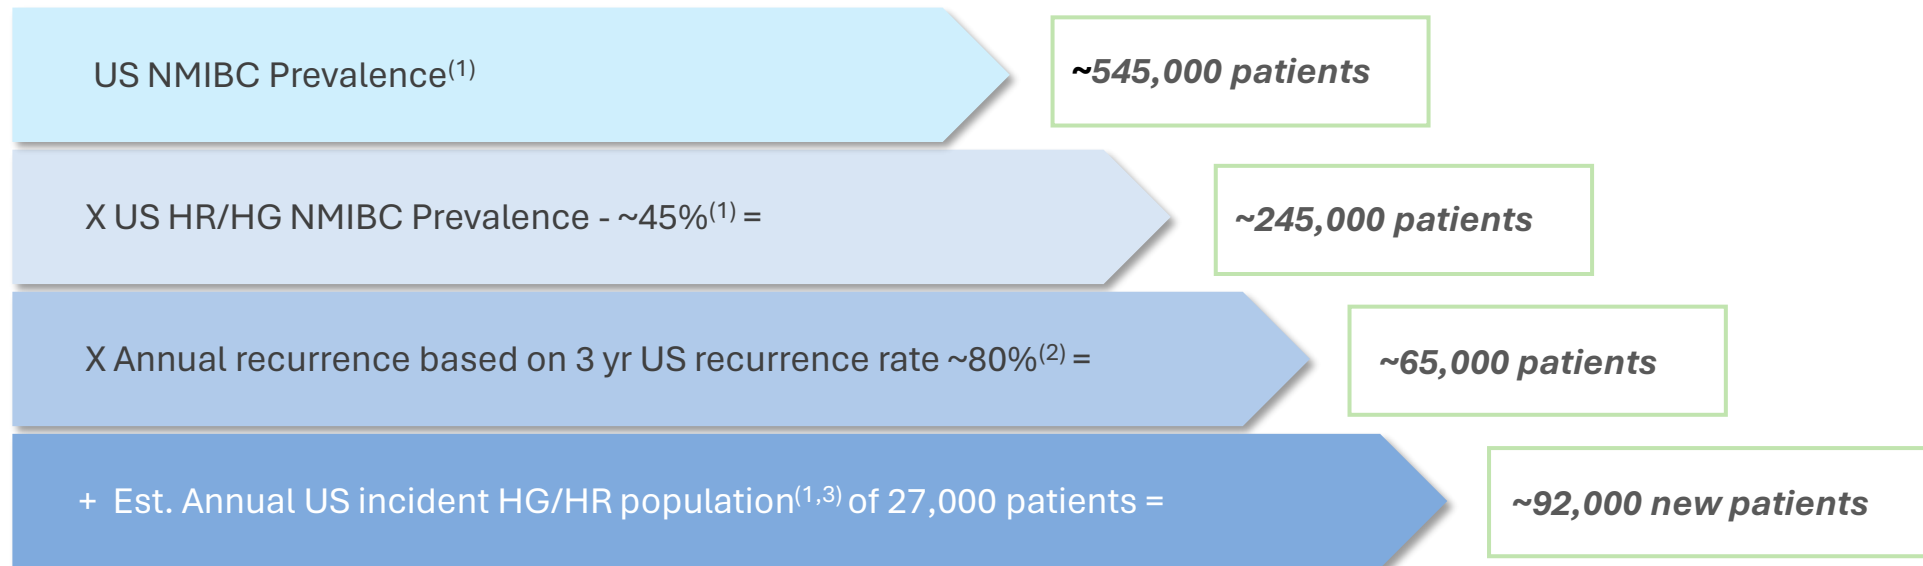 US NMIBC Prevalence(1)
~545,000 patients
X US HR/HG NMIBC Prevalence - ~45%(1) =
~245,000 patients
X Annual recurrence based on 3 yr US recurrence rate ~80%(2) =
~65,000 patients
+ Est. Annual US incident HG/HR population(1,3) of 27,000 patients =
~92,000 new patients